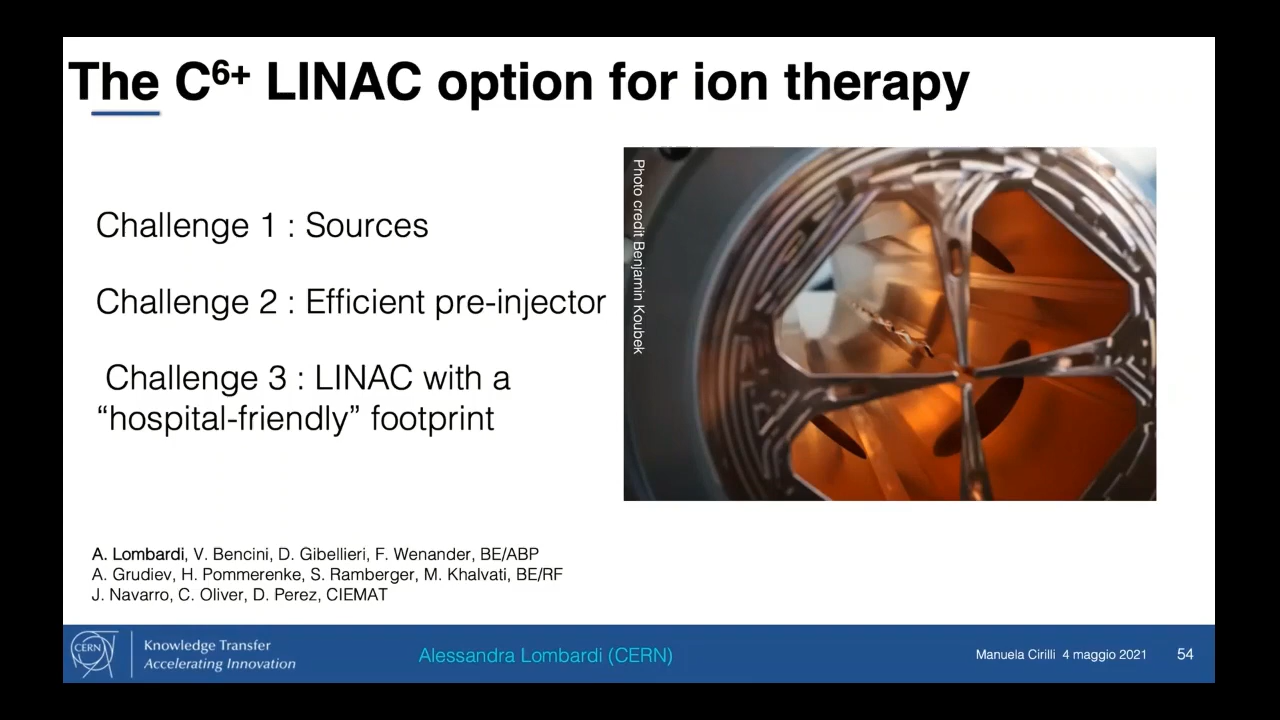 The C6+ LINAC option for ion therapy
Challenge 1 : Sources
Challenge 2 : Efficient pre-injector
Challenge 3 : LINAC with a
“hospital-friendly” footprint
Photo credit Benjamin Koubek
A. Lombardi, V. Bencini, D. Gibellieri, F. Wenander, BE/ABP
A. Grudiev, H. Pommerenke, S. Ramberger, M. Khalvati, BE/RF
J. Navarro, C. Oliver, D. Perez, CIEMAT
CERN
Knowledge Transfer
Accelerating Innovation
Alessandra Lombardi (CERN)
Manuela Cirilli 4 maggio 2021
54